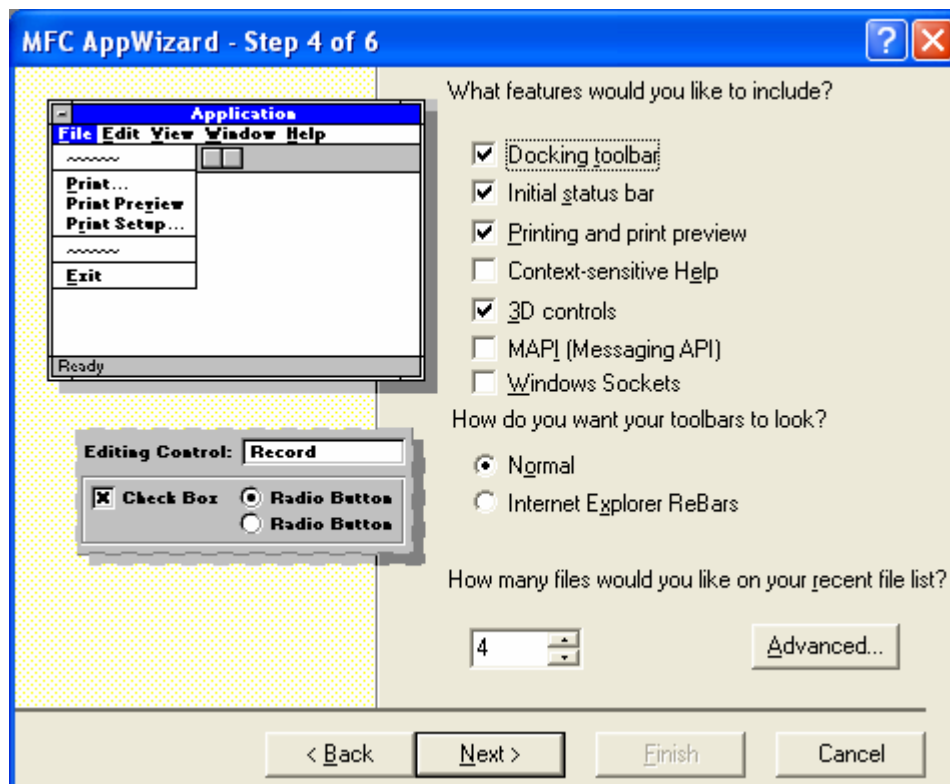 MFC AppWizard - Step 4 of 6
What features would you like to include?
Application
File Edit View Window Help
Print...
Print Preview
Print Setup...
Exit
Ready
Docking toolbar
Initial status bar
Printing and print preview
Context-sensitive Help
3D controls
MAPI (Messaging API)
Windows Sockets
How do you want your toolbars to look?
Editing Control: Record
Check Box Radio Button
Radio Button
Normal
Internet Explorer ReBars
How many files would you like on your recent file list?
4
Advanced...
< Back Next > Finish Cancel